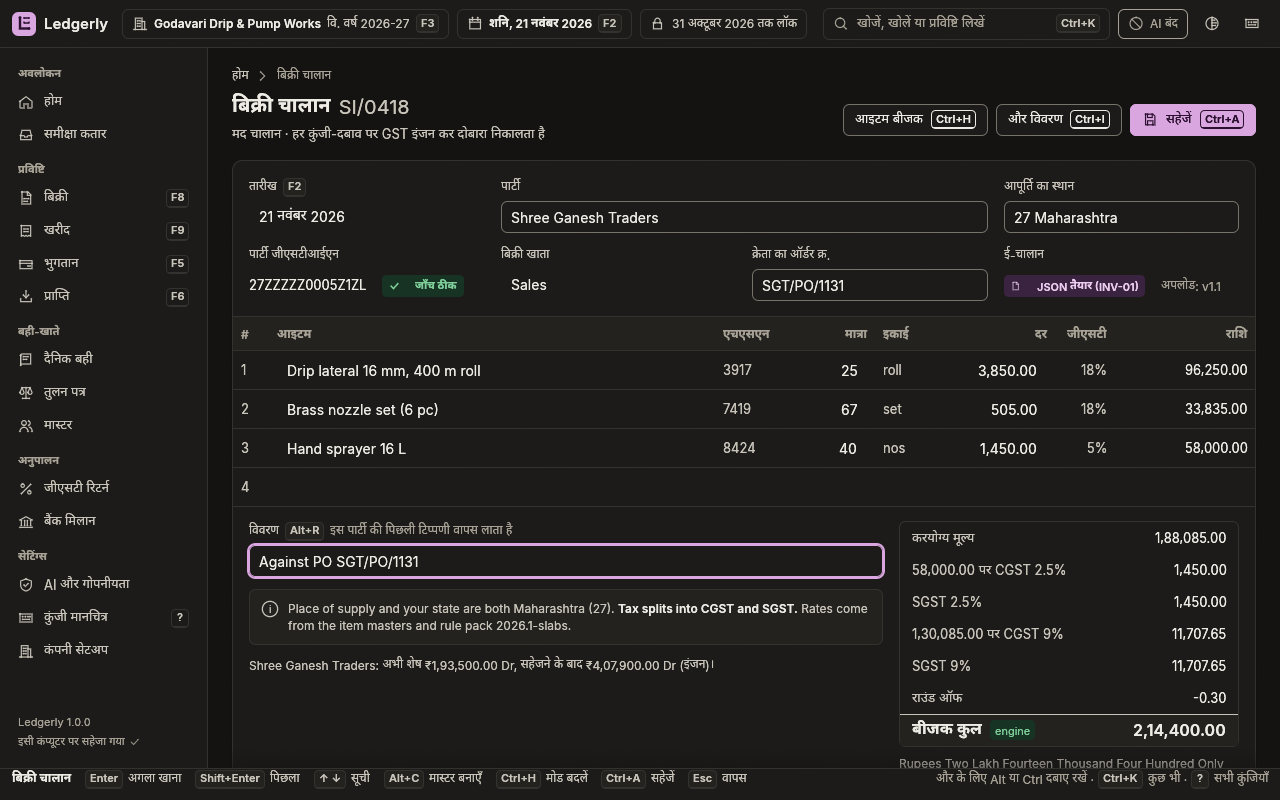 Ledgerly
Godavari Drip & Pump Works वि. वर्ष 2026-27 F3
शनि, 21 नवंबर 2026 F2
31 अक्टूबर 2026 तक लॉक
खोजें, खोलें या प्रविष्टि लिखें Ctrl+K
AI बंद
अवलोकन
होम
समीक्षा कतार
प्रविष्टि
बिक्री F8
खरीद F9
भुगतान F5
प्राप्ति F6
बही-खाते
दैनिक बही
तुलन पत्र
मास्टर
अनुपालन
जीएसटी रिटर्न
बैंक मिलान
सेटिंग्स
AI और गोपनीयता
कुंजी मानचित्र ?
कंपनी सेटअप
Ledgerly 1.0.0
इसी कंप्यूटर पर सहेजा गया
होम > बिक्री चालान
बिक्री चालान SI/0418
मद चालान · हर कुंजी-दबाव पर GST इंजन कर दोबारा निकालता है
आइटम बीजक Ctrl+H
और विवरण Ctrl+I
सहेजें Ctrl+A
तारीख F2 पार्टी आपूर्ति का स्थान
21 नवंबर 2026 Shree Ganesh Traders 27 Maharashtra
पार्टी जीएसटीआईएन बिक्री खाता क्रेता का ऑर्डर क्र. ई-चालान
27ZZZZZ0005Z1ZL जाँच ठीक Sales SGT/PO/1131 JSON तैयार (INV-01) अपलोड: v1.1
# आइटम एचएसएन मात्रा इकाई दर जीएसटी राशि
1 Drip lateral 16 mm, 400 m roll 3917 25 roll 3,850.00 18% 96,250.00
2 Brass nozzle set (6 pc) 7419 67 set 505.00 18% 33,835.00
3 Hand sprayer 16 L 8424 40 nos 1,450.00 5% 58,000.00
4
विवरण Alt+R इस पार्टी की पिछली टिप्पणी वापस लाता है
Against PO SGT/PO/1131
Place of supply and your state are both Maharashtra (27). Tax splits into CGST and SGST. Rates come
from the item masters and rule pack 2026.1-slabs.
Shree Ganesh Traders: अभी शेष ₹1,93,500.00 Dr, सहेजने के बाद ₹4,07,900.00 Dr (इंजन)।
करयोग्य मूल्य 1,88,085.00
58,000.00 पर CGST 2.5% 1,450.00
SGST 2.5% 1,450.00
1,30,085.00 पर CGST 9% 11,707.65
SGST 9% 11,707.65
राउंड ऑफ -0.30
बीजक कुल engine 2,14,400.00
Rupees Two Lakh Fourteen Thousand Four Hundred Only
बिक्री चालान Enter अगला खाना Shift+Enter पिछला ↑ ↓ सूची Alt+C मास्टर बनाएँ Ctrl+H मोड बदलें Ctrl+A सहेजें Esc वापस
और के लिए Alt या Ctrl दबाए रखें · Ctrl+K कुछ भी · ? सभी कुंजियाँ